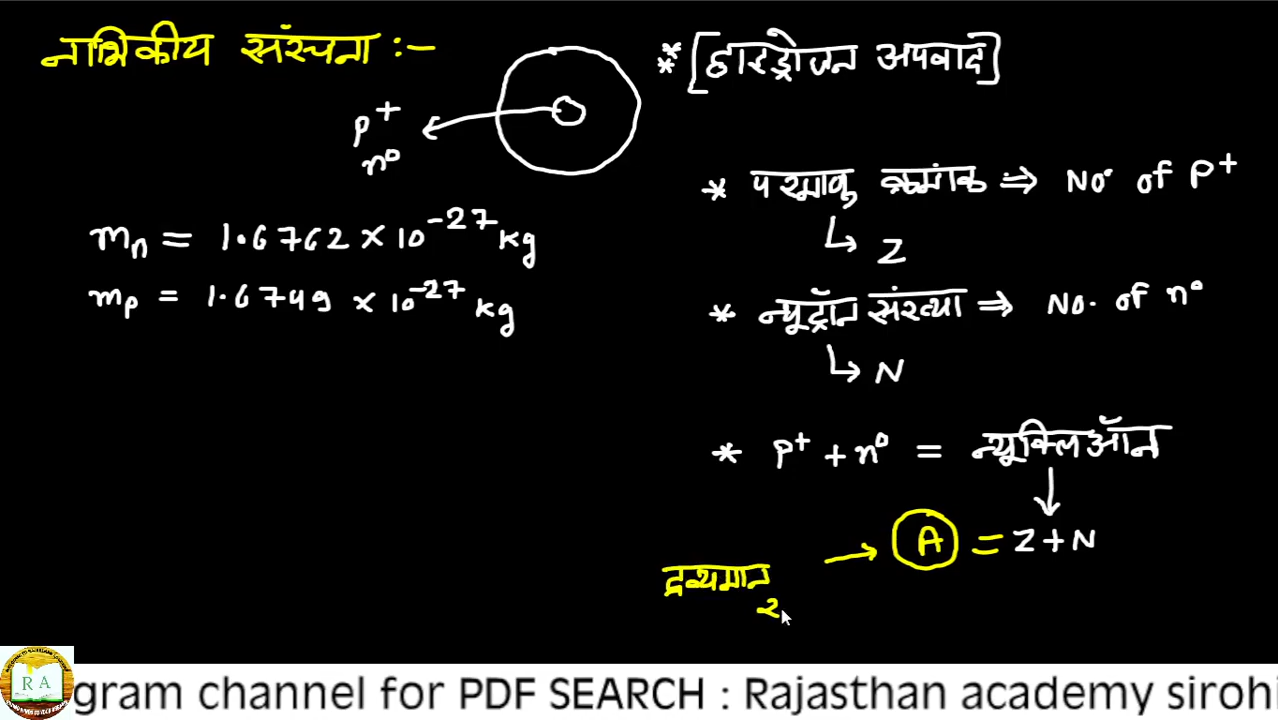 नाभिकीय संरचना :-
p+
n⁰
mn = 1.6762 × 10⁻²⁷ kg
mp = 1.6749 × 10⁻²⁷ kg
** [हाइड्रोजन अपवाद]
* परमाणु क्रमांक ⇒ No. of P+
↳ Z
* न्यूट्रॉन संख्या ⇒ No. of n⁰
↳ N
* p+ + n⁰ = न्यूक्लिऑन
↓
→ A = Z + N
द्रव्यमान
R A
gram channel for PDF SEARCH : Rajasthan academy sirohi